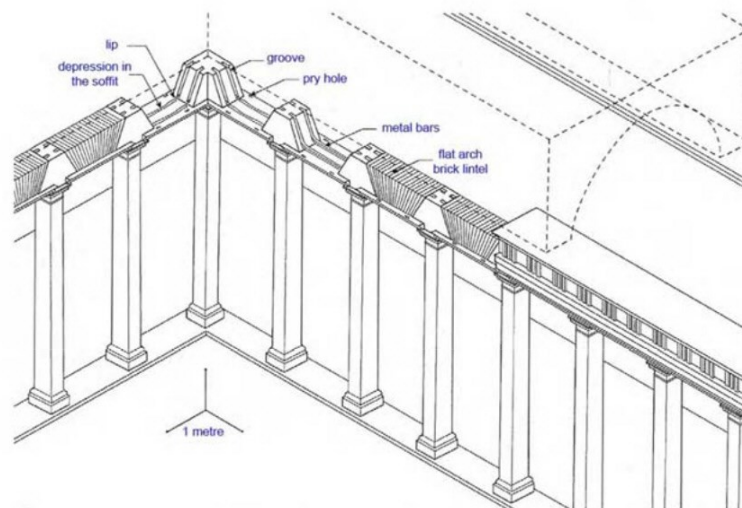 lip
groove
depression in
the soffit
pry hole
metal bars
flat arch
brick lintel
1 metre